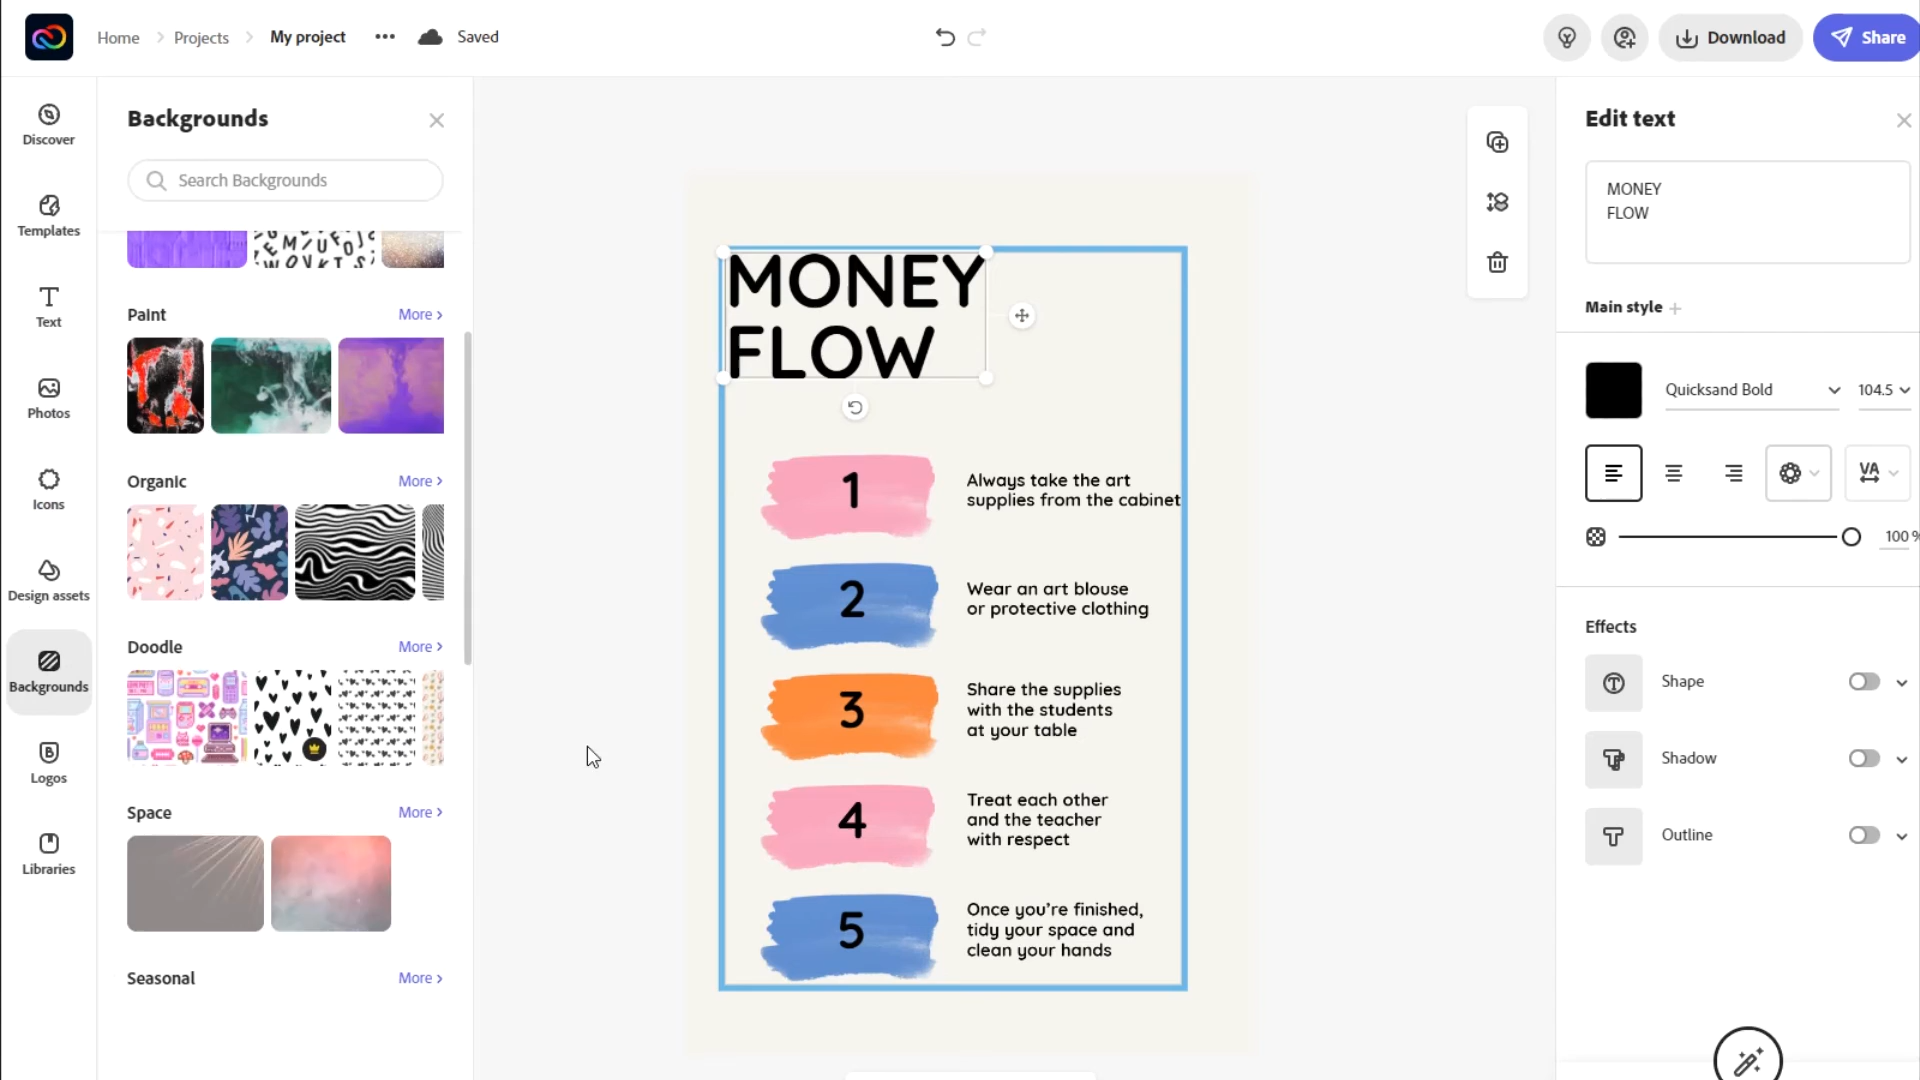 Home
Projects
My project
Saved
Download
Share
Discover
Templates
Text
Photos
Icons
Design assets
Backgrounds
Logos
Libraries
Backgrounds
Search Backgrounds
Paint
More
Organic
More
Doodle
More
Space
More
Seasonal
More
MONEY
FLOW
1
Always take the art
supplies from the cabinet
2
Wear an art blouse
or protective clothing
3
Share the supplies
with the students
at your table
4
Treat each other
and the teacher
with respect
5
Once you're finished,
tidy your space and
clean your hands
Edit text
MONEY
FLOW
Main style
Quicksand Bold
104.5
VA
100 %
Effects
Shape
Shadow
Outline